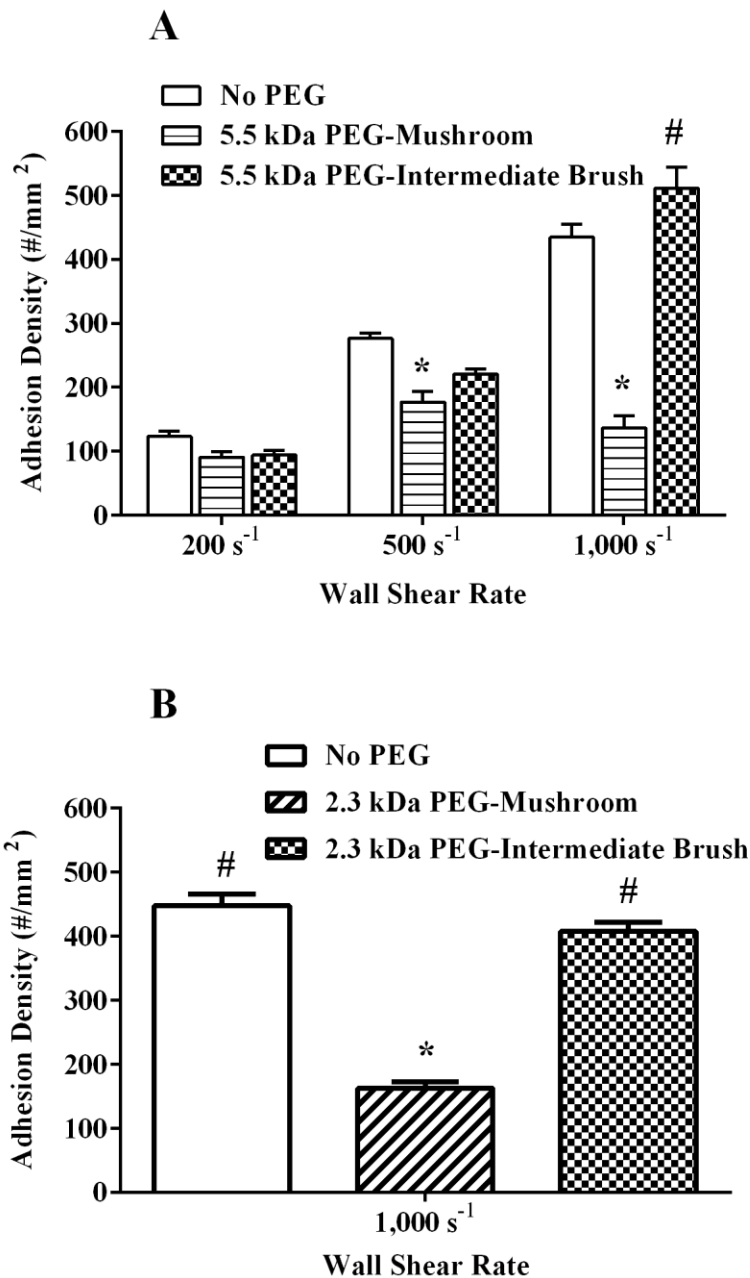 A
No PEG
5.5 kDa PEG-Mushroom
5.5 kDa PEG-Intermediate Brush
600
500
400
300
200
100
0
Adhesion Density (#/mm²)
*
*
#
200 s⁻¹ 500 s⁻¹ 1,000 s⁻¹
Wall Shear Rate
B
No PEG
2.3 kDa PEG-Mushroom
2.3 kDa PEG-Intermediate Brush
600
500
400
300
200
100
0
Adhesion Density (#/mm²)
#
*
#
1,000 s⁻¹
Wall Shear Rate